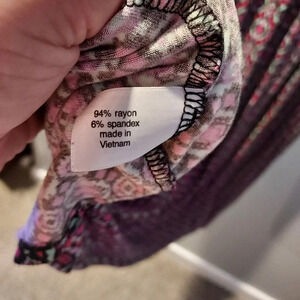 94% rayon
6% spandex
made in
Vietnam